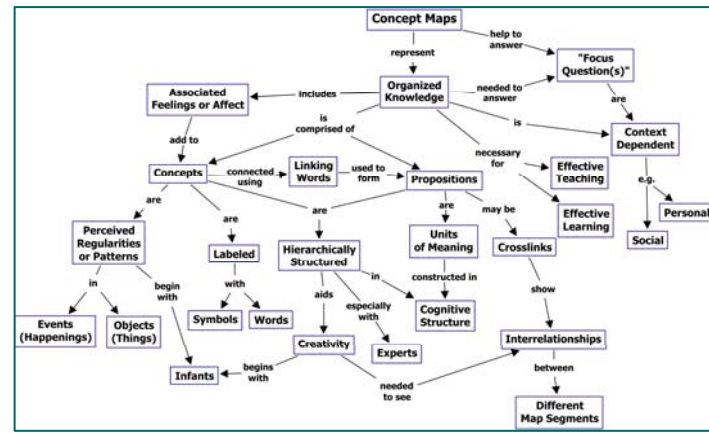 Concept Maps
help to
answer
represent
"Focus
Question(s)"
Associated
Feelings or Affect
includes
Organized
Knowledge
needed to
answer
are
is
comprised of
is
Context
Dependent
add to
necessary
for
Concepts
connected
using
Linking
Words
used to
form
Propositions
Effective
Teaching
e.g.
are
are
are
are
may be
Effective
Learning
Personal
Social
Perceived
Regularities
or Patterns
Labeled
Hierarchically
Structured
Units
of Meaning
Crosslinks
in
begin
with
with
aids
in
constructed in
especially
with
show
Events
(Happenings)
Objects
(Things)
Symbols
Words
Cognitive
Structure
Creativity
Experts
Interrelationships
Infants
begins
with
needed
to see
between
Different
Map Segments